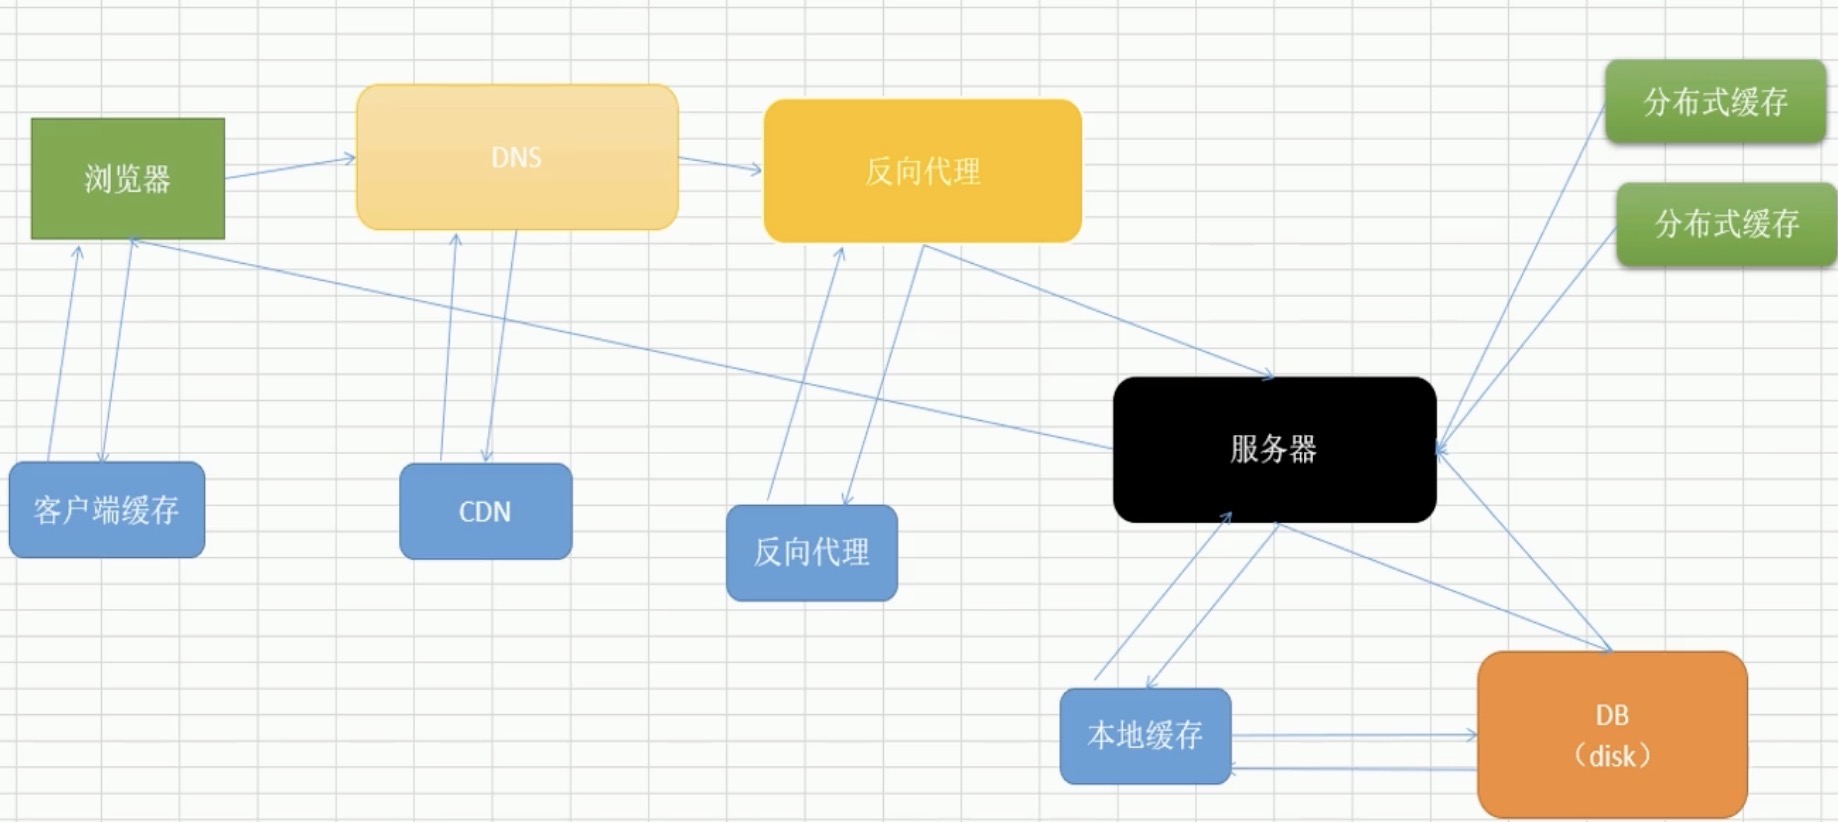 浏览器
DNS
反向代理
分布式缓存
分布式缓存
服务器
客户端缓存
CDN
反向代理
本地缓存
DB
（disk）